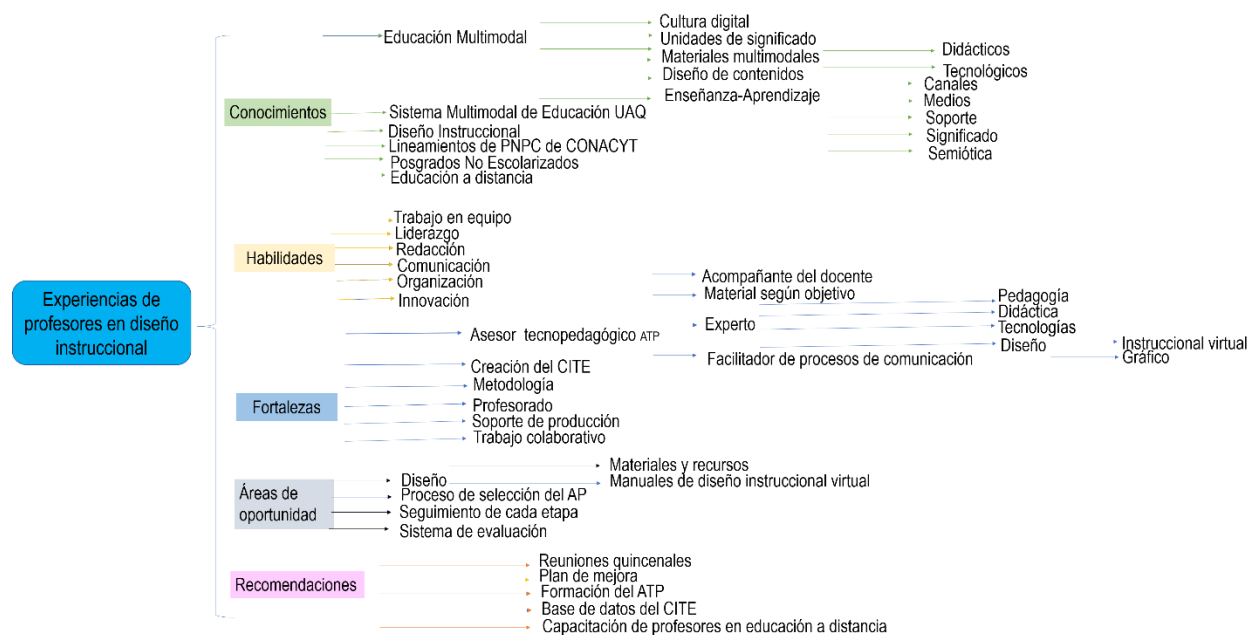 Experiencias de
profesores en diseño
instruccional
Conocimientos
Educación Multimodal
Cultura digital
Unidades de significado
Materiales multimodales
Didácticos
Tecnológicos
Canales
Medios
Soporte
Significado
Semiótica
Diseño de contenidos
Enseñanza-Aprendizaje
Sistema Multimodal de Educación UAQ
Diseño Instruccional
Lineamientos de PNPC de CONACYT
Posgrados No Escolarizados
Educación a distancia
Habilidades
Trabajo en equipo
Liderazgo
Redacción
Comunicación
Organización
Innovación
Fortalezas
Asesor tecnopedagógico ATP
Acompañante del docente
Material según objetivo
Experto
Pedagogía
Didáctica
Tecnologías
Diseño
Instruccional virtual
Gráfico
Facilitador de procesos de comunicación
Creación del CITE
Metodología
Profesorado
Soporte de producción
Trabajo colaborativo
Áreas de
oportunidad
Diseño
Materiales y recursos
Manuales de diseño instruccional virtual
Proceso de selección del AP
Seguimiento de cada etapa
Sistema de evaluación
Recomendaciones
Reuniones quincenales
Plan de mejora
Formación del ATP
Base de datos del CITE
Capacitación de profesores en educación a distancia